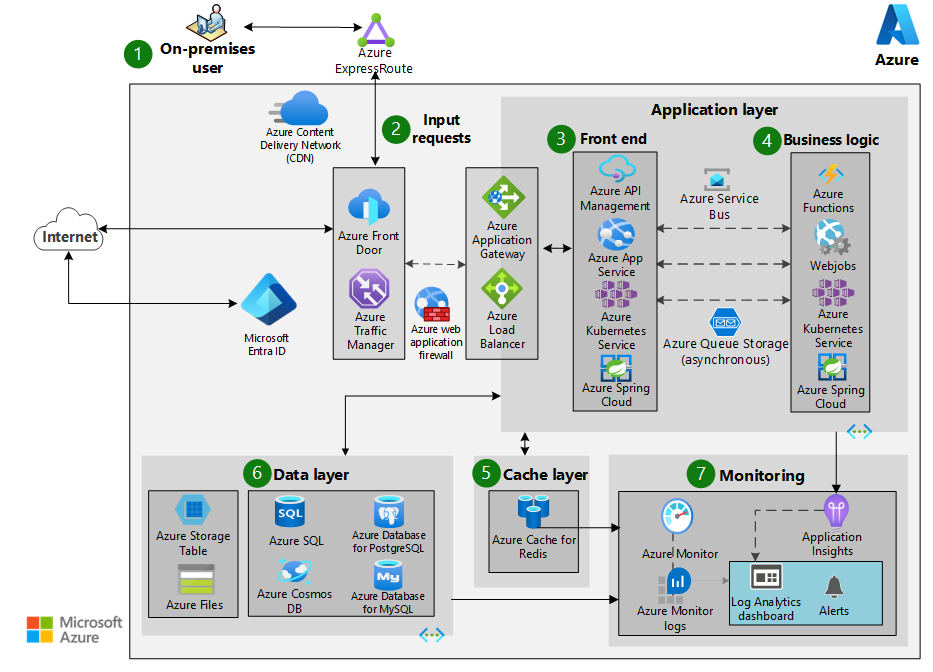 1
On-premises
user
Azure
ExpressRoute
Azure
Azure Content
Delivery Network
(CDN)
2
Input
requests
Application layer
3
Front end
4
Business logic
Internet
Microsoft
Entra ID
Azure Front
Door
Azure
Traffic
Manager
Azure web
application
firewall
Azure
Application
Gateway
Azure
Load
Balancer
Azure API
Management
Azure App
Service
Azure
Kubernetes
Service
Azure Spring
Cloud
Azure Service
Bus
Azure Queue Storage
(asynchronous)
Azure
Functions
Webjobs
Azure
Kubernetes
Service
Azure Spring
Cloud
6
Data layer
Azure Storage
Table
Azure Files
SQL
Azure SQL
Azure Database
for PostgreSQL
Azure Cosmos
DB
My
Azure Database
for MySQL
5
Cache layer
Azure Cache for
Redis
7
Monitoring
Azure Monitor
Azure Monitor
logs
Application
Insights
Log Analytics
dashboard
Alerts
Microsoft
Azure